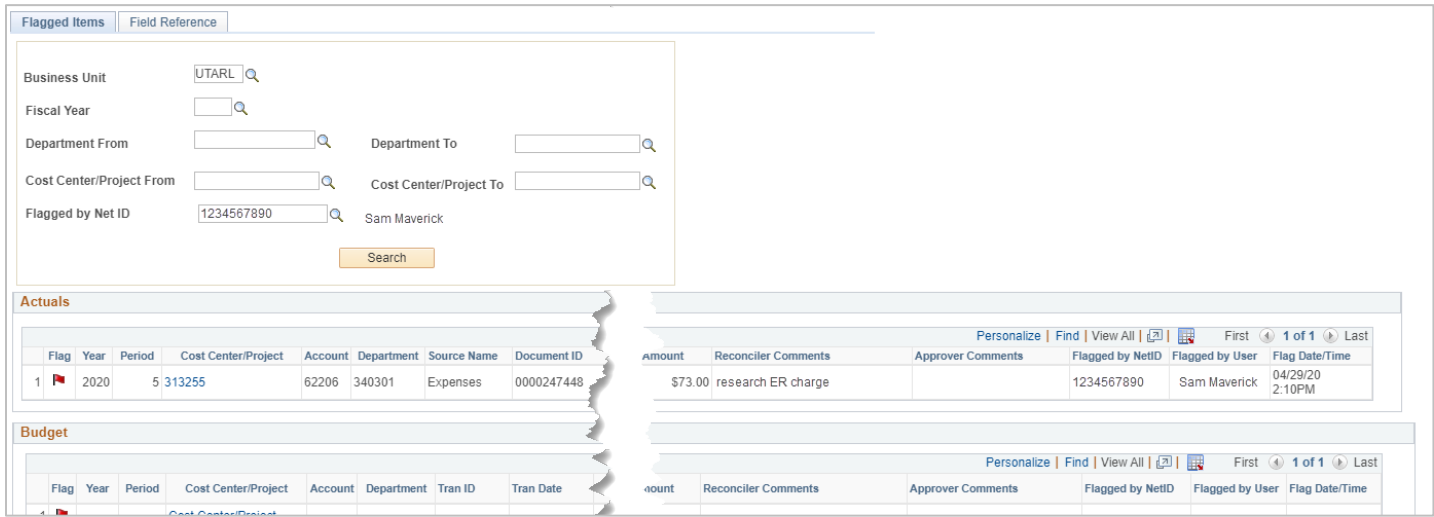 Flagged Items Field Reference
Business Unit UTARL
Fiscal Year
Department From Department To
Cost Center/Project From Cost Center/Project To
Flagged by Net ID 1234567890 Sam Maverick
Search
Actuals
Personalize | Find | View All | | First 1 of 1 Last
Flag Year Period Cost Center/Project Account Department Source Name Document ID Amount Reconciler Comments Approver Comments Flagged by NetID Flagged by User Flag Date/Time
1 2020 5 313255 62206 340301 Expenses 0000247448 $73.00 research ER charge 1234567890 Sam Maverick 04/29/20
2:10PM
Budget
Personalize | Find | View All | | First 1 of 1 Last
Flag Year Period Cost Center/Project Account Department Tran ID Tran Date mount Reconciler Comments Approver Comments Flagged by NetID Flagged by User Flag Date/Time
1 Cost Center/Project